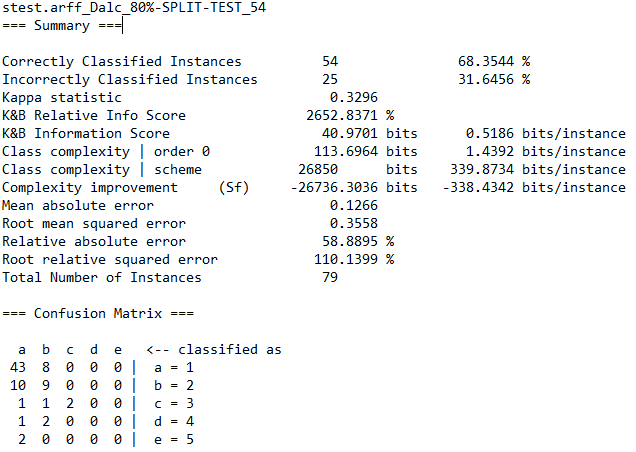 stest.arff_Dalc_80%-SPLIT-TEST_54
=== Summary ===
Correctly Classified Instances          54               68.3544 %
Incorrectly Classified Instances        25               31.6456 %
Kappa statistic                          0.3296
K&B Relative Info Score               2652.8371 %
K&B Information Score                   40.9701 bits      0.5186 bits/instance
Class complexity | order 0             113.6964 bits      1.4392 bits/instance
Class complexity | scheme            26850      bits    339.8734 bits/instance
Complexity improvement     (Sf)     -26736.3036 bits   -338.4342 bits/instance
Mean absolute error                      0.1266
Root mean squared error                  0.3558
Relative absolute error                 58.8895 %
Root relative squared error            110.1399 %
Total Number of Instances               79
=== Confusion Matrix ===
  a  b  c  d  e   <-- classified as
 43  8  0  0  0 |  a = 1
 10  9  0  0  0 |  b = 2
  1  1  2  0  0 |  c = 3
  1  2  0  0  0 |  d = 4
  2  0  0  0  0 |  e = 5